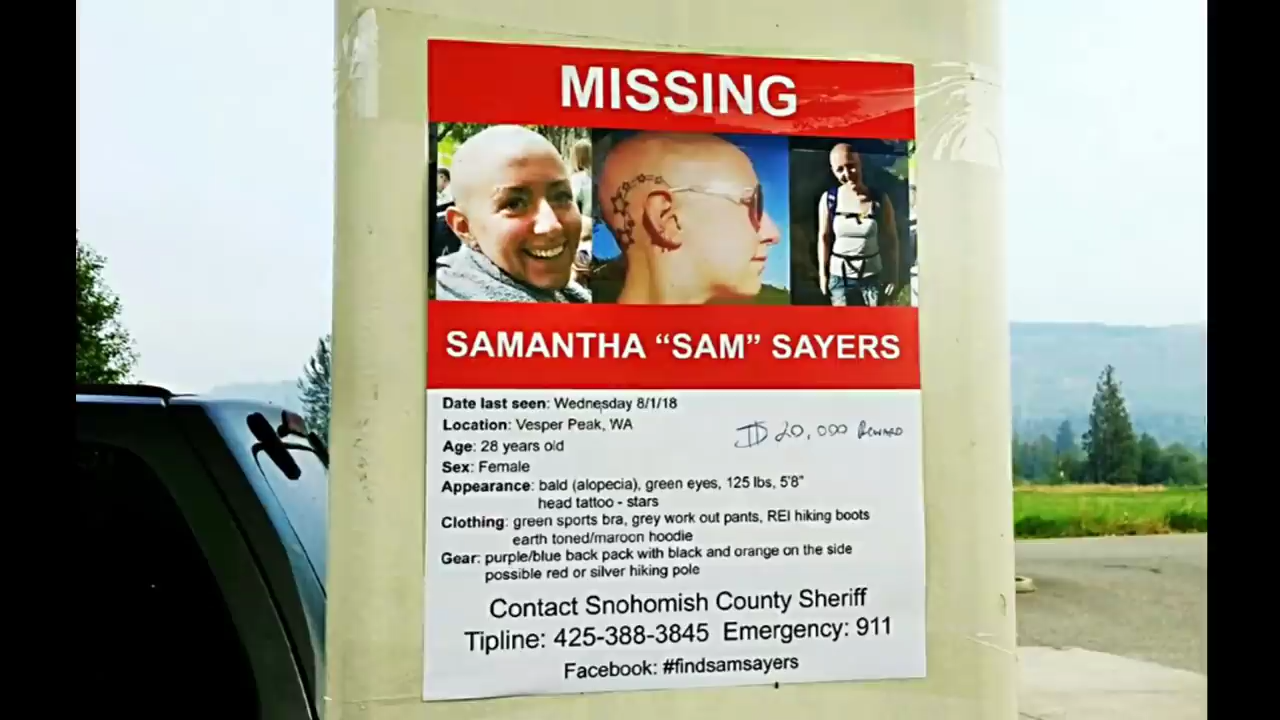 MISSING
SAMANTHA “SAM” SAYERS
Date last seen: Wednesday 8/1/18
Location: Vesper Peak, WA
$ 20,000 REWARD
Age: 28 years old
Sex: Female
Appearance: bald (alopecia), green eyes, 125 lbs, 5'8"
head tattoo - stars
Clothing: green sports bra, grey work out pants, REI hiking boots
earth toned/maroon hoodie
Gear: purple/blue back pack with black and orange on the side
possible red or silver hiking pole
Contact Snohomish County Sheriff
Tipline: 425-388-3845 Emergency: 911
Facebook: #findsamsayers